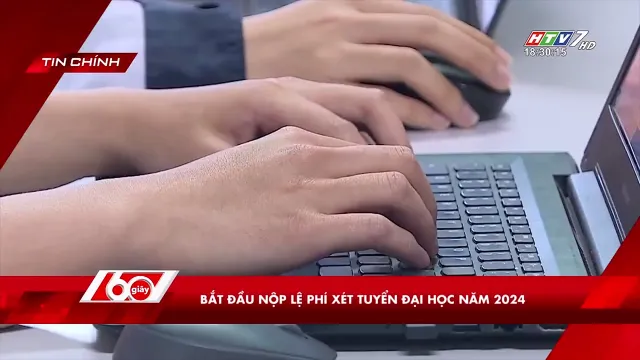 TIN CHÍNH
HTV7 HD
18:30:15
60 giây
BẮT ĐẦU NỘP LỆ PHÍ XÉT TUYỂN ĐẠI HỌC NĂM 2024